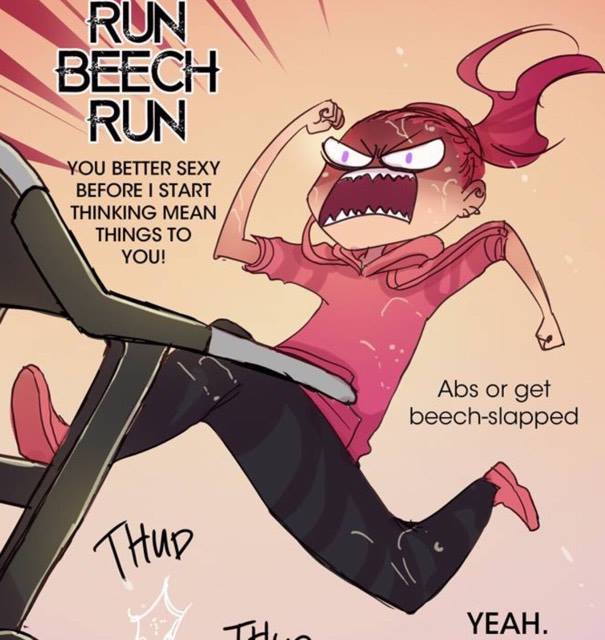 RUN
BEECH
RUN
YOU BETTER SEXY
BEFORE I START
THINKING MEAN
THINGS TO
YOU!
Abs or get
beech-slapped
THUD
YEAH.